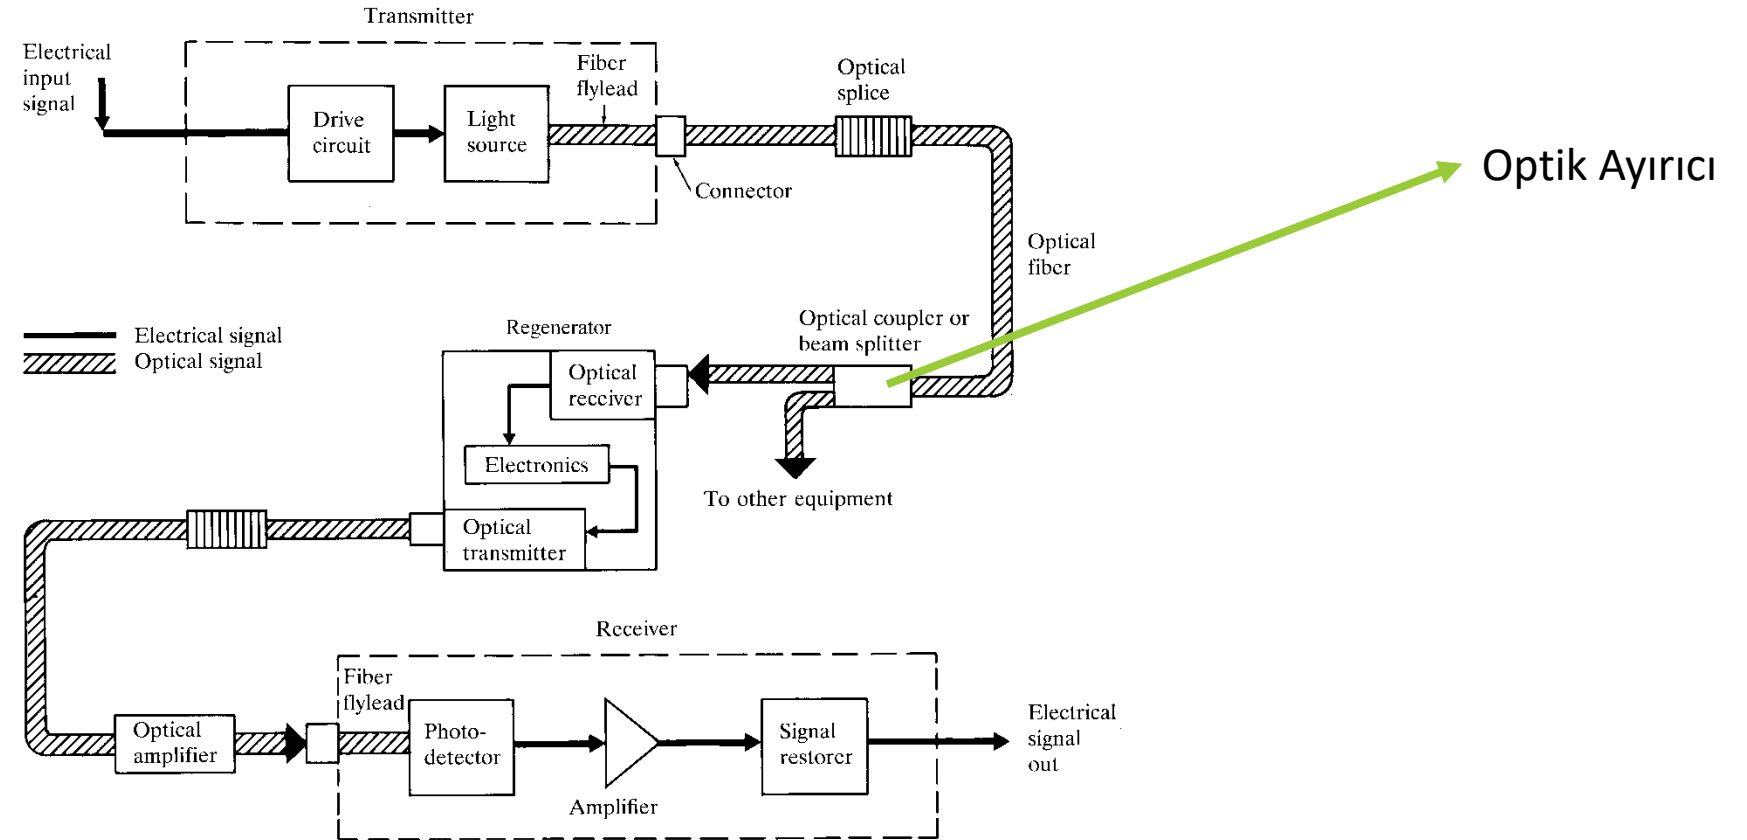 Transmitter
Electrical
input
signal
Drive
circuit
Light
source
Fiber
flylead
Connector
Optical
splice
Optik Ayırıcı
Optical
fiber
Electrical signal
Optical signal
Regenerator
Optical
receiver
Electronics
Optical
transmitter
Optical coupler or
beam splitter
To other equipment
Receiver
Optical
amplifier
Fiber
flylead
Photo-
detector
Amplifier
Signal
restorer
Electrical
signal
out